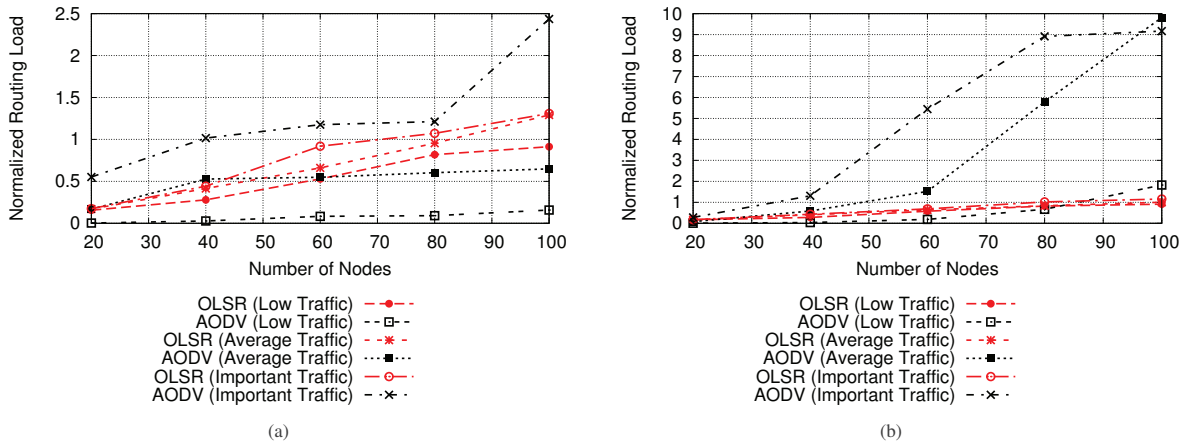 Normalized Routing Load
2.5
2
1.5
1
0.5
0
20 30 40 50 60 70 80 90 100
Number of Nodes
OLSR (Low Traffic)
AODV (Low Traffic)
OLSR (Average Traffic)
AODV (Average Traffic)
OLSR (Important Traffic)
AODV (Important Traffic)
(a)
Normalized Routing Load
10
9
8
7
6
5
4
3
2
1
0
20 30 40 50 60 70 80 90 100
Number of Nodes
OLSR (Low Traffic)
AODV (Low Traffic)
OLSR (Average Traffic)
AODV (Average Traffic)
OLSR (Important Traffic)
AODV (Important Traffic)
(b)